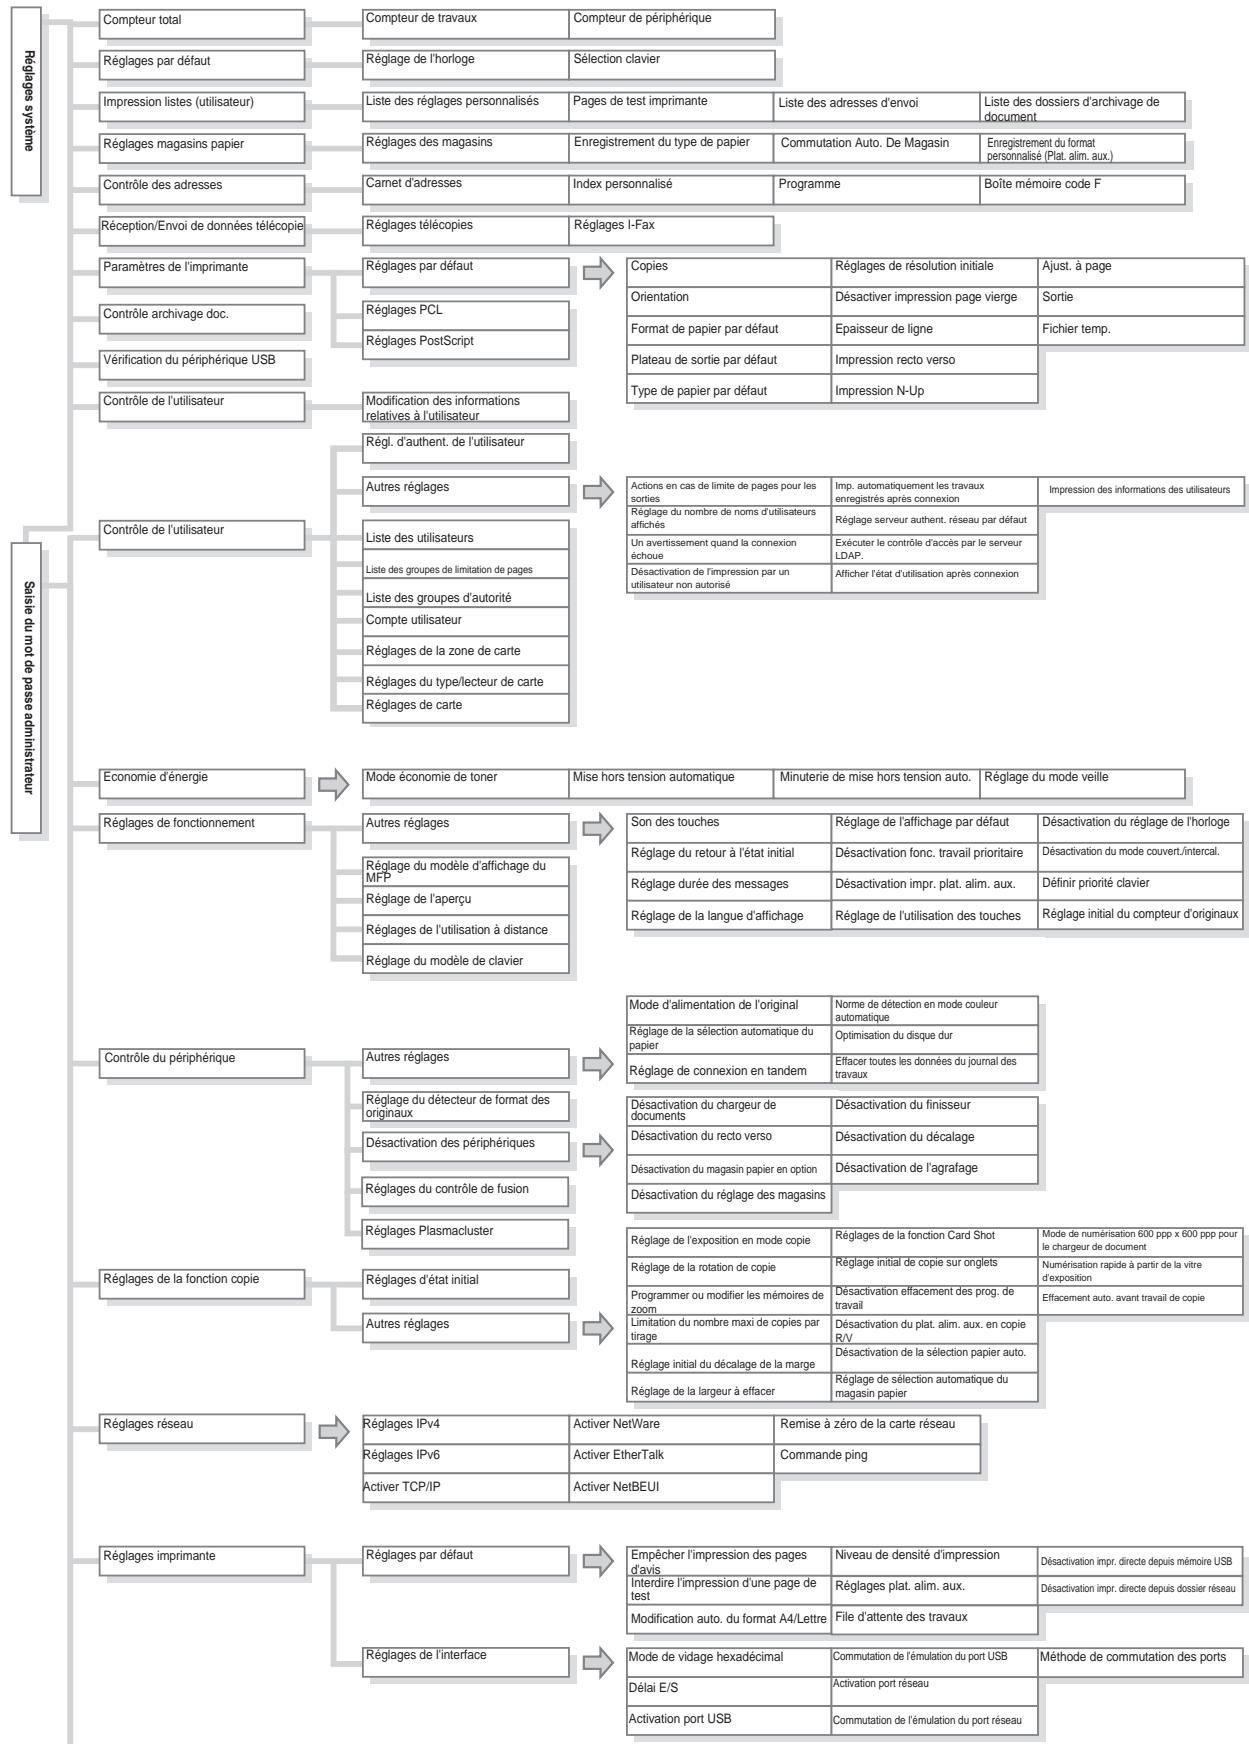 Réglages système
Compteur total
Compteur de travaux
Compteur de périphérique
Réglages par défaut
Réglage de l'horloge
Sélection clavier
Impression listes (utilisateur)
Liste des réglages personnalisés
Pages de test imprimante
Liste des adresses d'envoi
Liste des dossiers d'archivage de
document
Réglages magasins papier
Réglages des magasins
Enregistrement du type de papier
Commutation Auto. De Magasin
Enregistrement du format
personnalisé (Plat. alim. aux.)
Contrôle des adresses
Carnet d'adresses
Index personnalisé
Programme
Boîte mémoire code F
Réception/Envoi de données télécopie
Réglages télécopies
Réglages I-Fax
Paramètres de l'imprimante
Réglages par défaut
Copies
Réglages de résolution initiale
Ajust. à page
Orientation
Désactiver impression page vierge
Sortie
Format de papier par défaut
Epaisseur de ligne
Fichier temp.
Plateau de sortie par défaut
Impression recto verso
Type de papier par défaut
Impression N-Up
Réglages PCL
Réglages PostScript
Contrôle archivage doc.
Vérification du périphérique USB
Contrôle de l'utilisateur
Modification des informations
relatives à l'utilisateur
Saisie du mot de passe administrateur
Contrôle de l'utilisateur
Régl. d'authent. de l'utilisateur
Autres réglages
Actions en cas de limite de pages pour les
sorties
Imp. automatiquement les travaux
enregistrés après connexion
Impression des informations des utilisateurs
Réglage du nombre de noms d'utilisateurs
affichés
Réglage serveur authent. réseau par défaut
Un avertissement quand la connexion
échoue
Exécuter le contrôle d'accès par le serveur
LDAP.
Désactivation de l'impression par un
utilisateur non autorisé
Afficher l'état d'utilisation après connexion
Liste des utilisateurs
Liste des groupes de limitation de pages
Liste des groupes d'autorité
Compte utilisateur
Réglages de la zone de carte
Réglages du type/lecteur de carte
Réglages de carte
Economie d'énergie
Mode économie de toner
Mise hors tension automatique
Minuterie de mise hors tension auto.
Réglage du mode veille
Réglages de fonctionnement
Autres réglages
Son des touches
Réglage de l'affichage par défaut
Désactivation du réglage de l'horloge
Réglage du retour à l'état initial
Désactivation fonc. travail prioritaire
Désactivation du mode couvert./intercal.
Réglage durée des messages
Désactivation impr. plat. alim. aux.
Définir priorité clavier
Réglage de la langue d'affichage
Réglage de l'utilisation des touches
Réglage initial du compteur d'originaux
Réglage du modèle d'affichage du
MFP
Réglage de l'aperçu
Réglages de l'utilisation à distance
Réglage du modèle de clavier
Contrôle du périphérique
Autres réglages
Mode d'alimentation de l'original
Norme de détection en mode couleur
automatique
Réglage de la sélection automatique du
papier
Optimisation du disque dur
Réglage de connexion en tandem
Effacer toutes les données du journal des
travaux
Réglage du détecteur de format des
originaux
Désactivation des périphériques
Désactivation du chargeur de
documents
Désactivation du finisseur
Désactivation du recto verso
Désactivation du décalage
Désactivation du magasin papier en option
Désactivation de l'agrafage
Désactivation du réglage des magasins
Réglages du contrôle de fusion
Réglages Plasmacluster
Réglages de la fonction copie
Réglages d'état initial
Autres réglages
Réglage de l'exposition en mode copie
Réglages de la fonction Card Shot
Mode de numérisation 600 ppp x 600 ppp pour
le chargeur de document
Réglage de la rotation de copie
Réglage initial de copie sur onglets
Numérisation rapide à partir de la vitre
d'exposition
Programmer ou modifier les mémoires de
zoom
Désactivation effacement des prog. de
travail
Effacement auto. avant travail de copie
Limitation du nombre maxi de copies par
tirage
Désactivation du plat. alim. aux. en copie
R/V
Réglage initial du décalage de la marge
Désactivation de la sélection papier auto.
Réglage de la largeur à effacer
Réglage de sélection automatique du
magasin papier
Réglages réseau
Réglages IPv4
Activer NetWare
Remise à zéro de la carte réseau
Réglages IPv6
Activer EtherTalk
Commande ping
Activer TCP/IP
Activer NetBEUI
Réglages imprimante
Réglages par défaut
Empêcher l'impression des pages
d'avis
Niveau de densité d'impression
Désactivation impr. directe depuis mémoire USB
Interdire l'impression d'une page de
test
Réglages plat. alim. aux.
Désactivation impr. directe depuis dossier réseau
Modification auto. du format A4/Lettre
File d'attente des travaux
Réglages de l'interface
Mode de vidage hexadécimal
Commutation de l'émulation du port USB
Méthode de commutation des ports
Délai E/S
Activation port réseau
Activation port USB
Commutation de l'émulation du port réseau